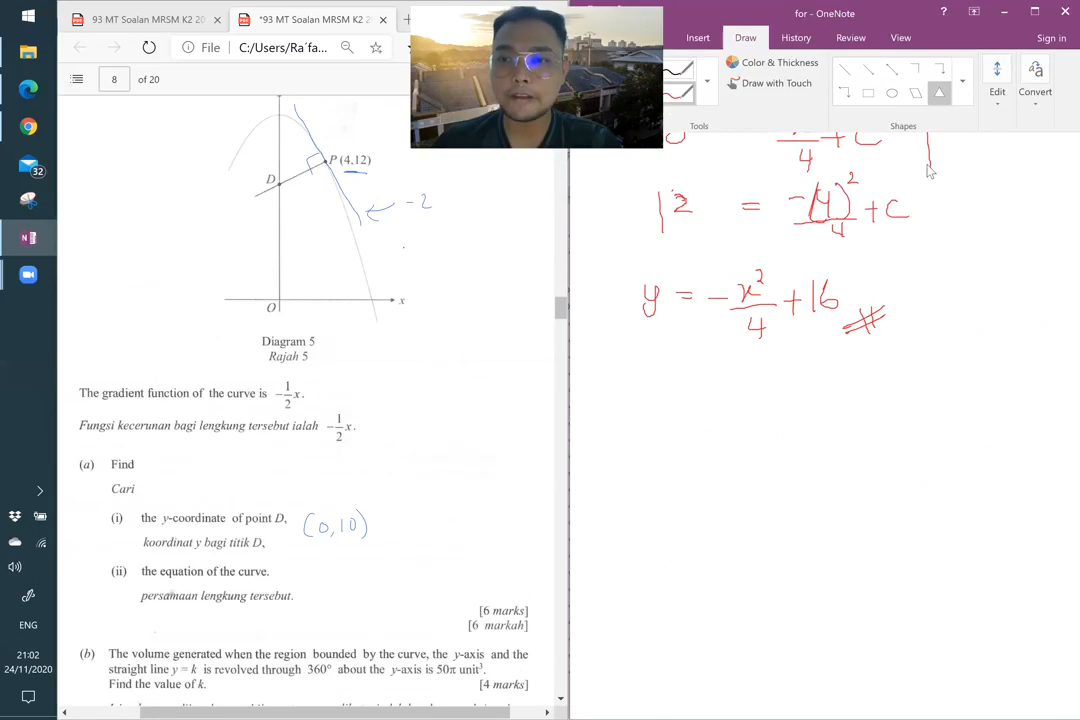 93 MT Soalan MRSM K2 20
*93 MT Soalan MRSM K2 20
File
C:/Users/Ra´fa...
8 of 20
for - OneNote
Insert
Draw
History
Review
View
Sign in
Color & Thickness
Draw with Touch
Tools
Shapes
Edit
Convert
P (4,12)
D
-2
O
x
Diagram 5
Rajah 5
The gradient function of the curve is -1/2 x.
Fungsi kecerunan bagi lengkung tersebut ialah -1/2 x.
(a) Find
Cari
(i) the y-coordinate of point D, (0,10)
koordinat y bagi titik D,
(ii) the equation of the curve.
persamaan lengkung tersebut.
[6 marks]
[6 markah]
(b) The volume generated when the region bounded by the curve, the y-axis and the
straight line y = k is revolved through 360° about the y-axis is 50π unit³.
Find the value of k. [4 marks]
4 + C
12 = -(4)²/4 + C
y = -x²/4 + 16
32
ENG
21:02
24/11/2020